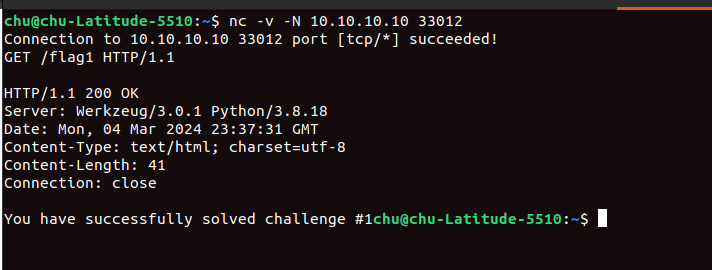 chu@chu-Latitude-5510:~$ nc -v -N 10.10.10.10 33012
Connection to 10.10.10.10 33012 port [tcp/*] succeeded!
GET /flag1 HTTP/1.1
HTTP/1.1 200 OK
Server: Werkzeug/3.0.1 Python/3.8.18
Date: Mon, 04 Mar 2024 23:37:31 GMT
Content-Type: text/html; charset=utf-8
Content-Length: 41
Connection: close
You have successfully solved challenge #1chu@chu-Latitude-5510:~$